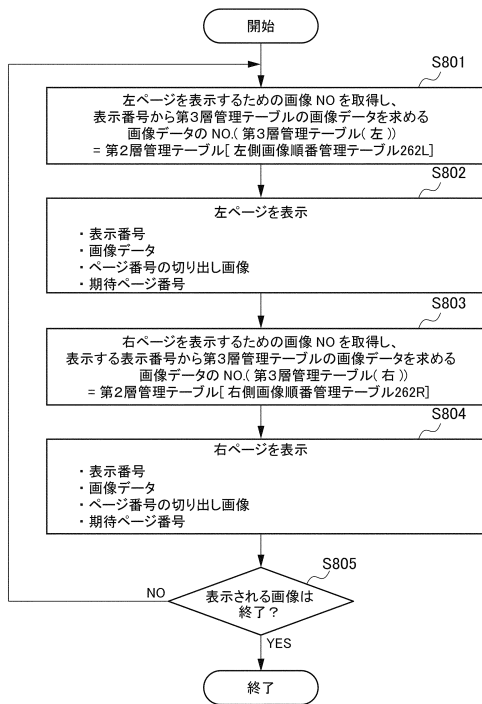 開始
S801
左ページを表示するための画像 NO を取得し、
表示番号から第3層管理テーブルの画像データを求める
画像データの NO.( 第3層管理テーブル( 左 ))
= 第2層管理テーブル[ 左側画像順番管理テーブル262L]
S802
左ページを表示
・ 表示番号
・ 画像データ
・ ページ番号の切り出し画像
・ 期待ページ番号
S803
右ページを表示するための画像 NO を取得し、
表示する表示番号から第3層管理テーブルの画像データを求める
画像データの NO.( 第3層管理テーブル( 右 ))
= 第2層管理テーブル[ 右側画像順番管理テーブル262R]
S804
右ページを表示
・ 表示番号
・ 画像データ
・ ページ番号の切り出し画像
・ 期待ページ番号
S805
表示される画像は
終了？
NO
YES
終了